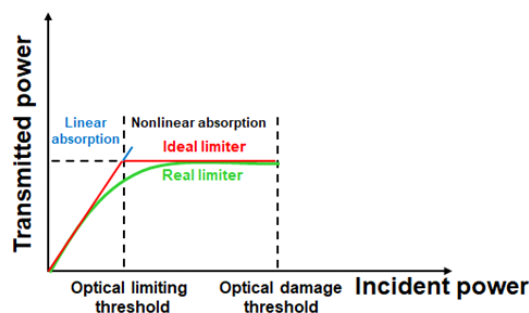 Transmitted power
Linear
absorption
Nonlinear absorption
Ideal limiter
Real limiter
Optical limiting
threshold
Optical damage
threshold
Incident power